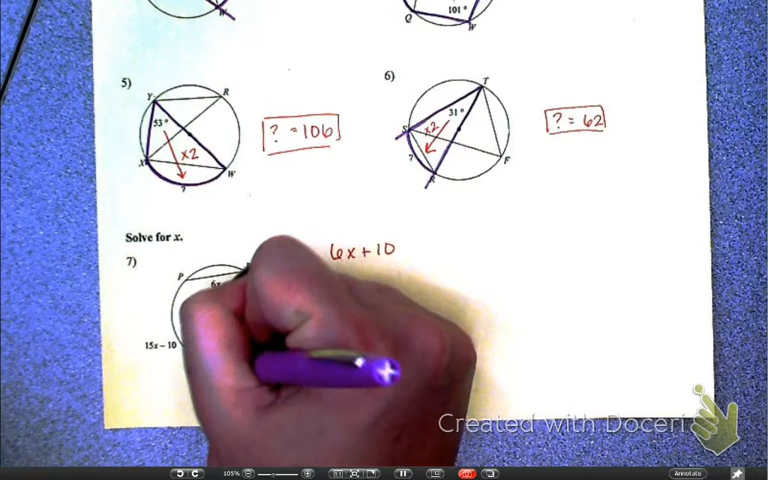 W
Q
101°
W
5)
Y
R
53°
x2
X
W
?
? = 106
6)
T
31°
S
x2
?
R
F
? = 62
Solve for x.
7)
P
6x
15x – 10
6x + 10
Created with Doceri
105%
Annotate